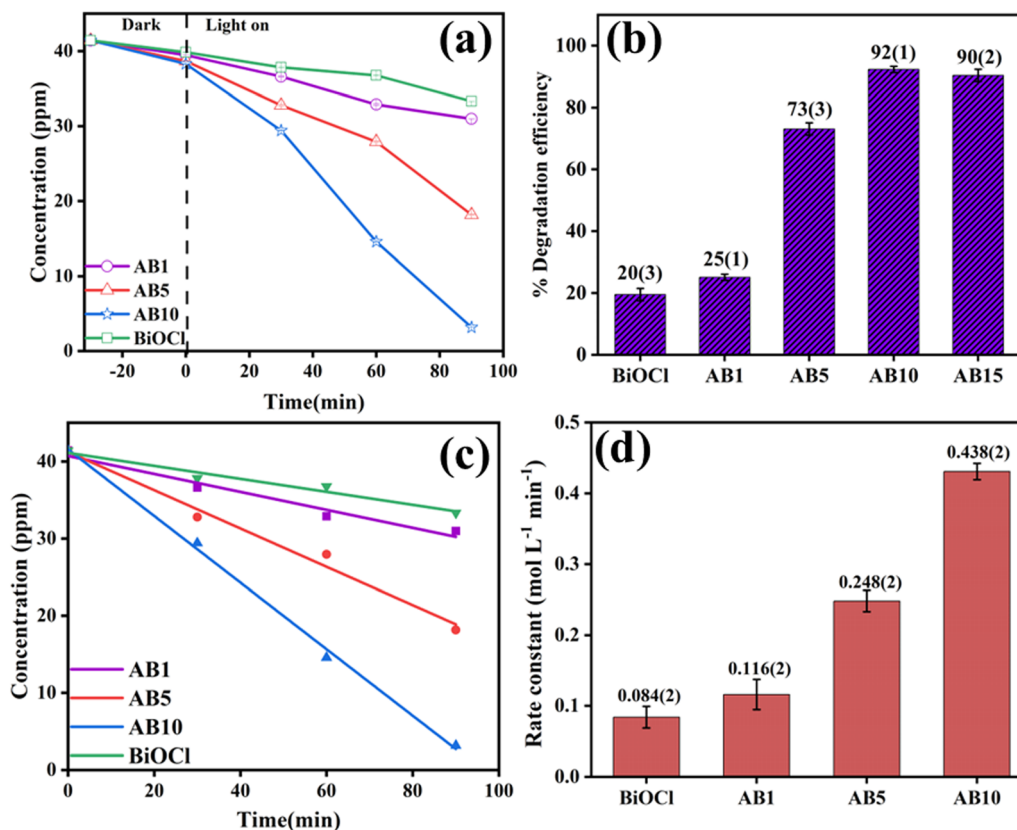 Dark
Light on
(a)
Concentration (ppm)
40
30
20
10
0
AB1
AB5
AB10
BiOCl
-20
0
20
40
60
80
100
Time(min)
(b)
% Degradation efficiency
100
80
60
40
20
0
20(3)
25(1)
73(3)
92(1)
90(2)
BiOCl
AB1
AB5
AB10
AB15
(c)
Concentration (ppm)
40
30
20
10
0
AB1
AB5
AB10
BiOCl
0
20
40
60
80
100
Time(min)
(d)
Rate constant (mol L⁻¹ min⁻¹)
0.5
0.4
0.3
0.2
0.1
0.0
0.084(2)
0.116(2)
0.248(2)
0.438(2)
BiOCl
AB1
AB5
AB10